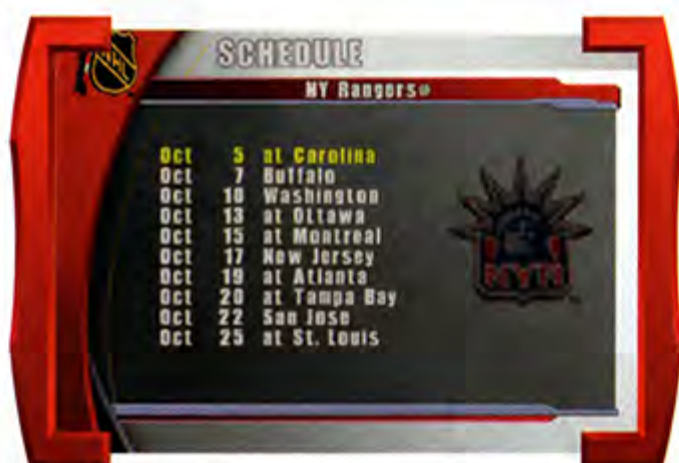 NHL
SCHEDULE
NY Rangers
Oct 5 at Carolina
Oct 7 Buffalo
Oct 10 Washington
Oct 13 at Ottawa
Oct 15 at Montreal
Oct 17 New Jersey
Oct 19 at Atlanta
Oct 20 at Tampa Bay
Oct 22 San Jose
Oct 25 at St. Louis
NYR